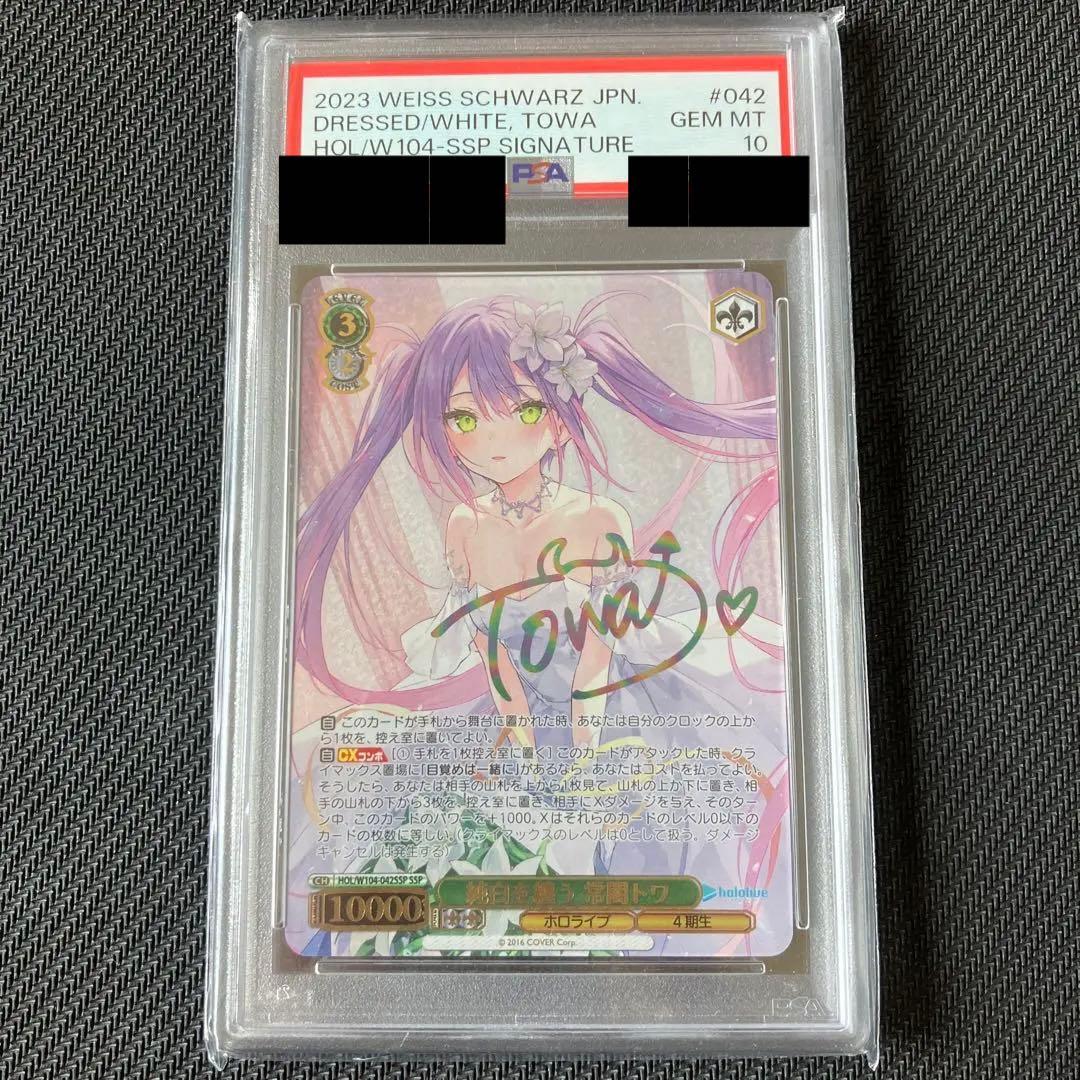 2023 WEISS SCHWARZ JPN. #042
DRESSED/WHITE, TOWA GEM MT
HOL/W104-SSP SIGNATURE 10
PSA
LEVEL
3
2
COST
Towa
自 このカードが手札から舞台に置かれた時、あなたは自分のクロックの上か
ら1枚を、控え室に置いてよい。
自 CXコンボ [① 手札を1枚控え室に置く] このカードがアタックした時、クラ
イマックス置場に「目覚めは一緒に」があるなら、あなたはコストを払ってよい。
そうしたら、あなたは相手の山札を上から1枚見て、山札の上か下に置き、相
手の山札の下から3枚を、控え室に置き、相手にXダメージを与え、そのター
ン中、このカードのパワーを+1000。Xはそれらのカードのレベル0以下の
カードの枚数に等しい。(クライマックスのレベルは0として扱う。ダメージ
キャンセルは発生する)
CH HOL/W104-042SSP SSP
純白を纏う 常闇トワ
hololive
10000
ホロライブ 4期生
© 2016 COVER Corp.
PSA